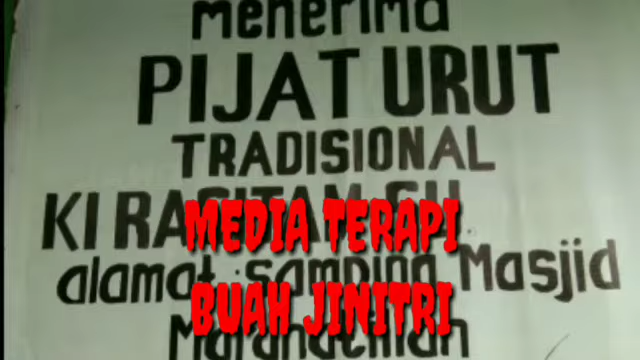 menerima
PIJAT URUT
TRADISIONAL
KI
MEDIA TERAPI
alamat samping Masjid
BUAH JINITRI